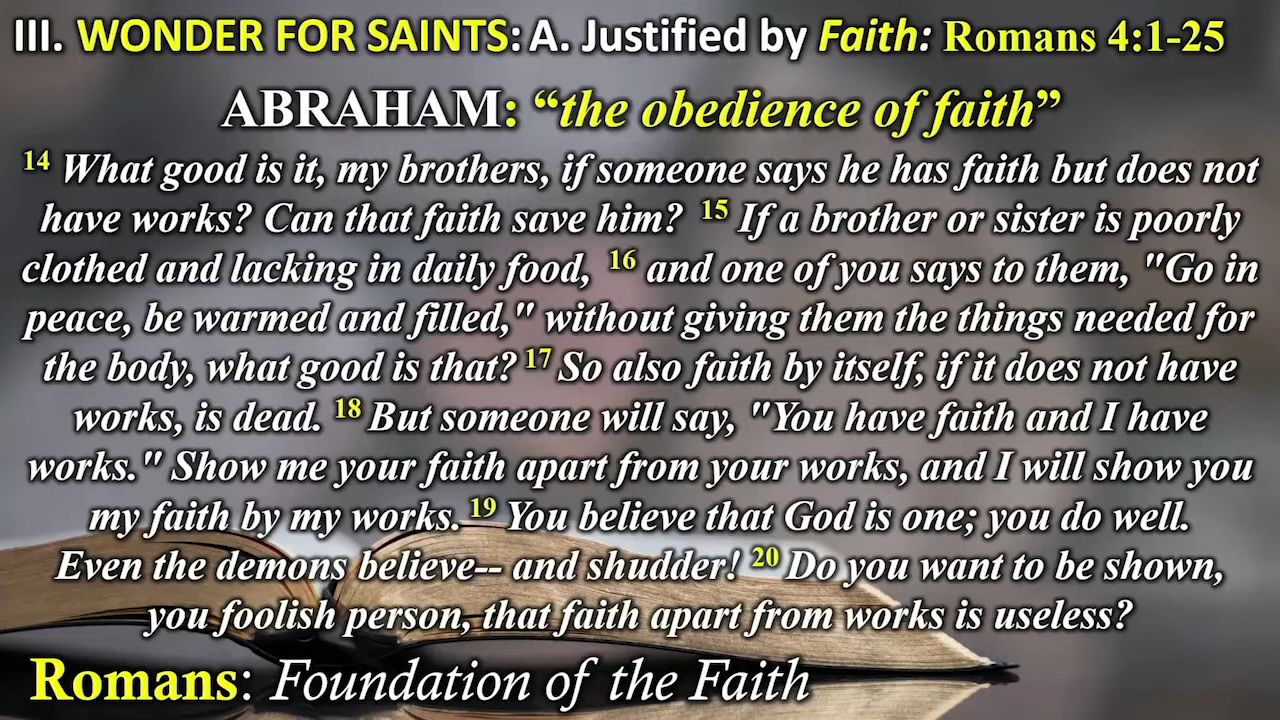 III. WONDER FOR SAINTS: A. Justified by Faith: Romans 4:1-25
ABRAHAM: “the obedience of faith”
14 What good is it, my brothers, if someone says he has faith but does not
have works? Can that faith save him? 15 If a brother or sister is poorly
clothed and lacking in daily food, 16 and one of you says to them, "Go in
peace, be warmed and filled," without giving them the things needed for
the body, what good is that? 17 So also faith by itself, if it does not have
works, is dead. 18 But someone will say, "You have faith and I have
works." Show me your faith apart from your works, and I will show you
my faith by my works. 19 You believe that God is one; you do well.
Even the demons believe-- and shudder! 20 Do you want to be shown,
you foolish person, that faith apart from works is useless?
Romans: Foundation of the Faith